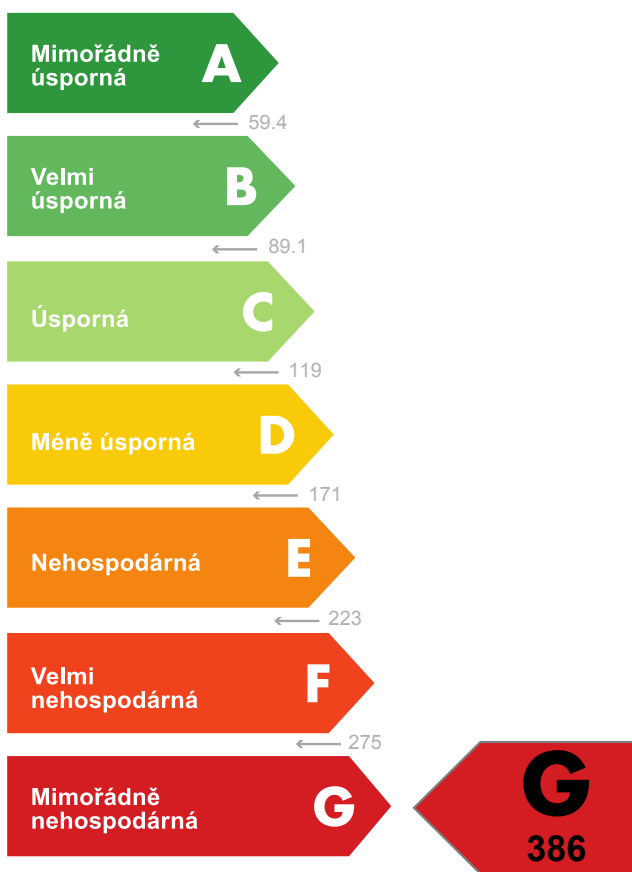 Mimořádně
úsporná
A
59.4
Velmi
úsporná
B
89.1
Úsporná
C
119
Méně úsporná
D
171
Nehospodárná
E
223
Velmi
nehospodárná
F
275
Mimořádně
nehospodárná
G
G
386